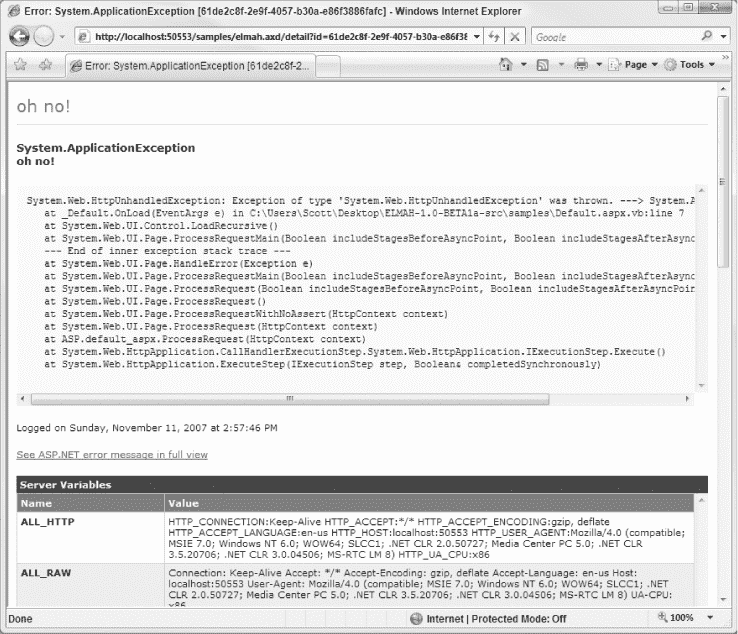 Error: System.ApplicationException [61de2c8f-2e9f-4057-b30a-e86f3886fafc] - Windows Internet Explorer
http://localhost:50553/samples/elmah.axd/detail?id=61de2c8f-2e9f-4057-b30a-e86f38 Google
Error: System.ApplicationException [61de2c8f-2... Page Tools
oh no!
System.ApplicationException
oh no!
System.Web.HttpUnhandledException: Exception of type 'System.Web.HttpUnhandledException' was thrown. ---> System.A
at _Default.OnLoad(EventArgs e) in C:\Users\Scott\Desktop\ELMAH-1.0-BETA1a-src\samples\Default.aspx.vb:line 7
at System.Web.UI.Control.LoadRecursive()
at System.Web.UI.Page.ProcessRequestMain(Boolean includeStagesBeforeAsyncPoint, Boolean includeStagesAfterAsync
--- End of inner exception stack trace ---
at System.Web.UI.Page.HandleError(Exception e)
at System.Web.UI.Page.ProcessRequestMain(Boolean includeStagesBeforeAsyncPoint, Boolean includeStagesAfterAsync
at System.Web.UI.Page.ProcessRequest(Boolean includeStagesBeforeAsyncPoint, Boolean includeStagesAfterAsyncPoin
at System.Web.UI.Page.ProcessRequest()
at System.Web.UI.Page.ProcessRequestWithNoAssert(HttpContext context)
at System.Web.UI.Page.ProcessRequest(HttpContext context)
at ASP.default_aspx.ProcessRequest(HttpContext context)
at System.Web.HttpApplication.CallHandlerExecutionStep.System.Web.HttpApplication.IExecutionStep.Execute()
at System.Web.HttpApplication.ExecuteStep(IExecutionStep step, Boolean& completedSynchronously)
Logged on Sunday, November 11, 2007 at 2:57:46 PM
See ASP.NET error message in full view
Server Variables
Name Value
ALL_HTTP HTTP_CONNECTION:Keep-Alive HTTP_ACCEPT:*/* HTTP_ACCEPT_ENCODING:gzip, deflate
HTTP_ACCEPT_LANGUAGE:en-us HTTP_HOST:localhost:50553 HTTP_USER_AGENT:Mozilla/4.0 (compatible;
MSIE 7.0; Windows NT 6.0; WOW64; SLCC1; .NET CLR 2.0.50727; Media Center PC 5.0; .NET CLR
3.5.20706; .NET CLR 3.0.04506; MS-RTC LM 8) HTTP_UA_CPU:x86
ALL_RAW Connection: Keep-Alive Accept: */* Accept-Encoding: gzip, deflate Accept-Language: en-us Host:
localhost:50553 User-Agent: Mozilla/4.0 (compatible; MSIE 7.0; Windows NT 6.0; WOW64; SLCC1; .NET
CLR 2.0.50727; Media Center PC 5.0; .NET CLR 3.5.20706; .NET CLR 3.0.04506; MS-RTC LM 8) UA-CPU:
x86
Done Internet | Protected Mode: Off 100%